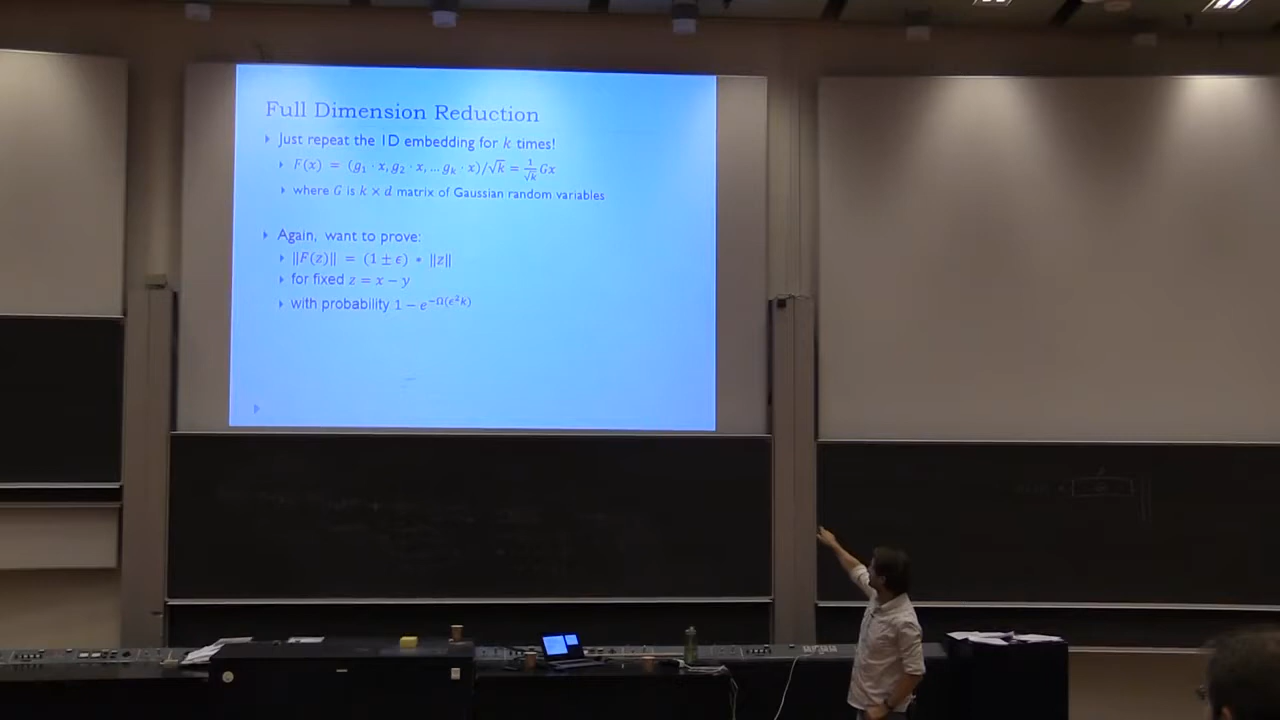 Full Dimension Reduction
Just repeat the 1D embedding for k times!
F(x) = (g₁ · x, g₂ · x, … gₖ · x)/√k = 1/√k Gx
where G is k × d matrix of Gaussian random variables
Again, want to prove:
‖F(z)‖ = (1 ± ϵ) * ‖z‖
for fixed z = x − y
with probability 1 − e^{−Ω(ϵ²k)}